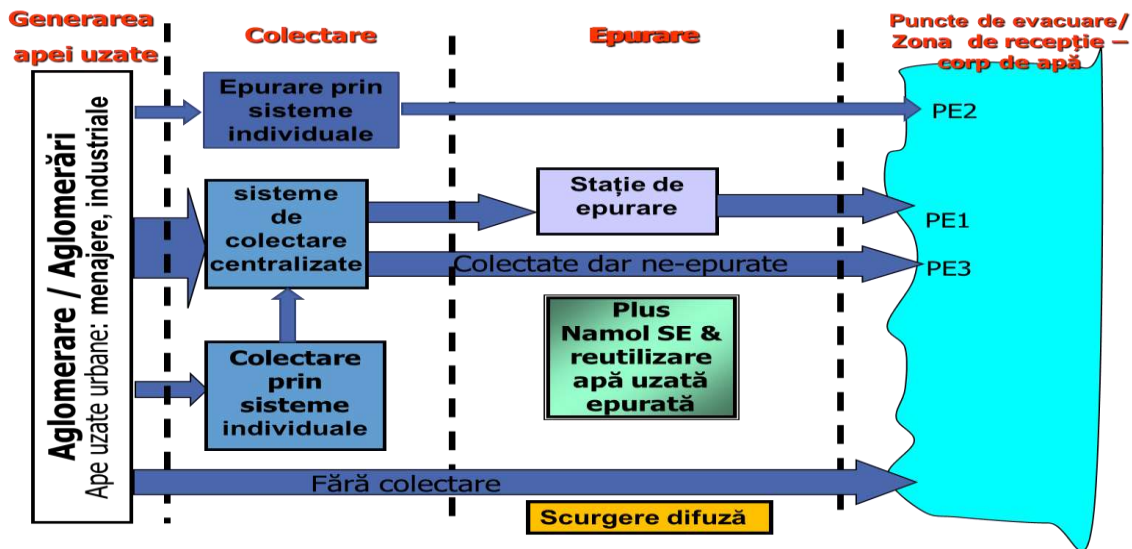 Generarea
apei uzate
Colectare
Epurare
Puncte de evacuare/
Zona de recepție –
corp de apă
Aglomerare / Aglomerări
Ape uzate urbane: menajere, industriale
Epurare prin
sisteme
individuale
PE2
sisteme
de
colectare
centralizate
Stație de
epurare
PE1
Colectate dar ne-epurate
PE3
Colectare
prin
sisteme
individuale
Plus
Namol SE &
reutilizare
apă uzată
epurată
Fără colectare
Scurgere difuză